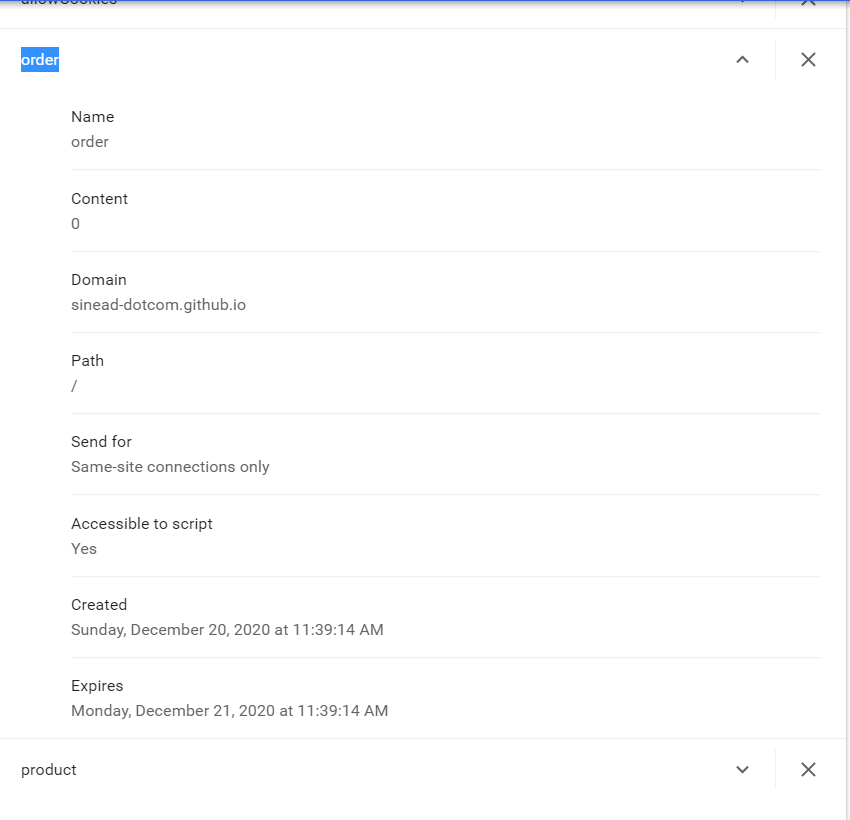 allowCookies
order
Name
order
Content
0
Domain
sinead-dotcom.github.io
Path
/
Send for
Same-site connections only
Accessible to script
Yes
Created
Sunday, December 20, 2020 at 11:39:14 AM
Expires
Monday, December 21, 2020 at 11:39:14 AM
product